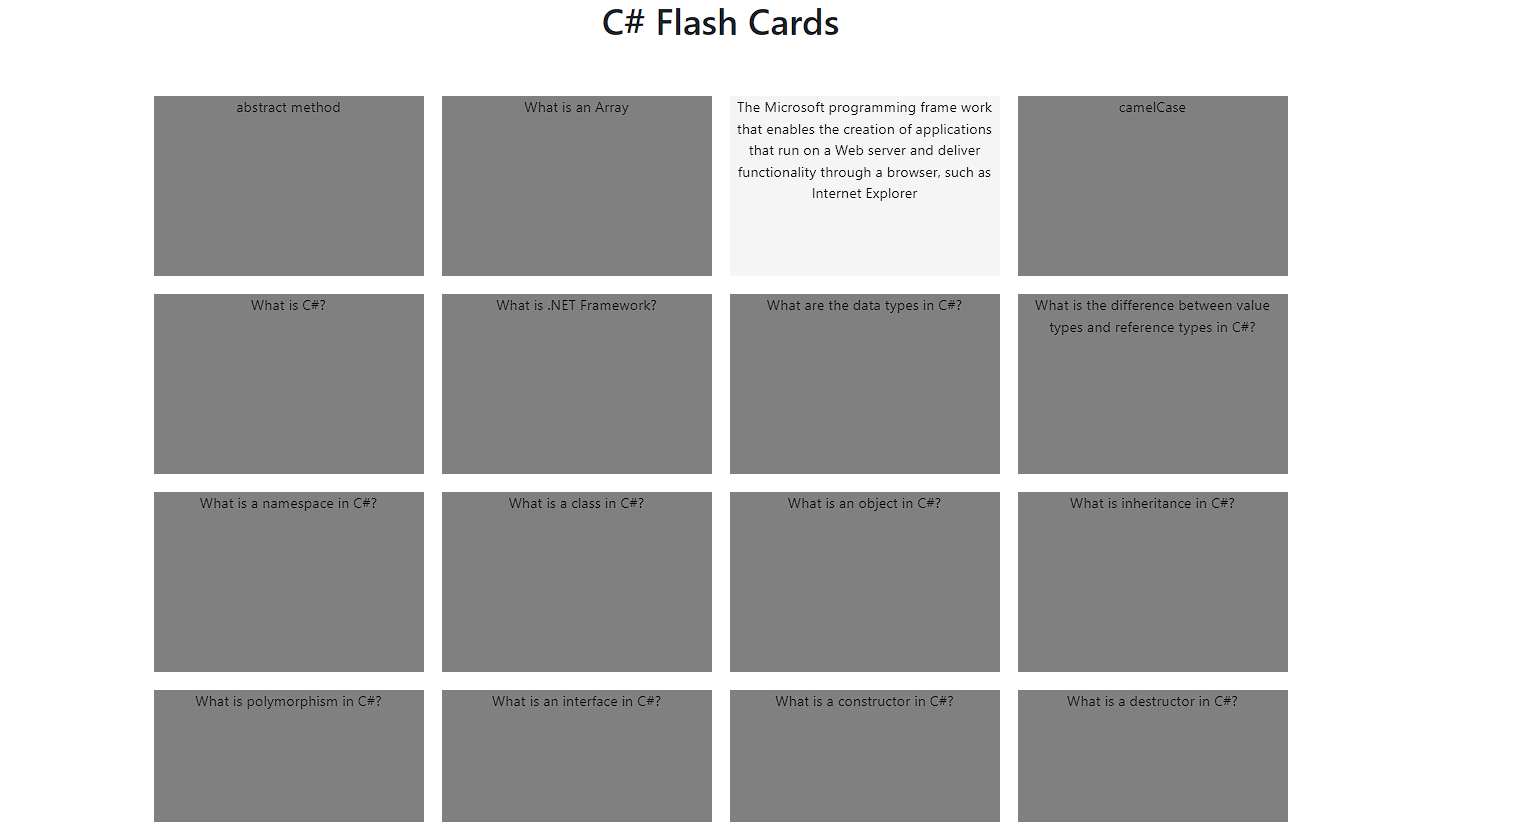 C# Flash Cards
abstract method
What is an Array
The Microsoft programming frame work
that enables the creation of applications
that run on a Web server and deliver
functionality through a browser, such as
Internet Explorer
camelCase
What is C#?
What is .NET Framework?
What are the data types in C#?
What is the difference between value
types and reference types in C#?
What is a namespace in C#?
What is a class in C#?
What is an object in C#?
What is inheritance in C#?
What is polymorphism in C#?
What is an interface in C#?
What is a constructor in C#?
What is a destructor in C#?